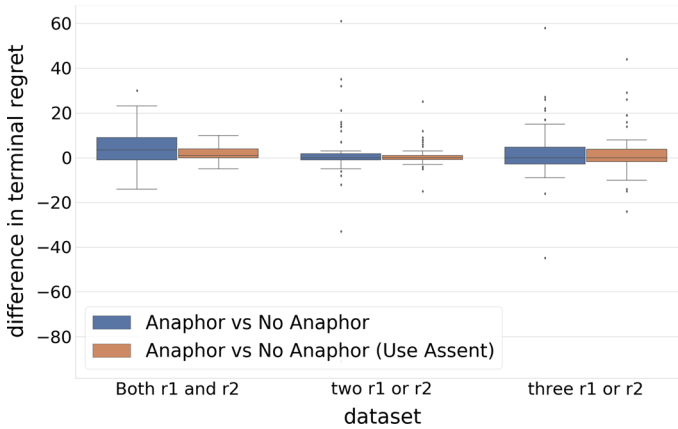 difference in terminal regret
60
40
20
0
−20
−40
−60
−80
Anaphor vs No Anaphor
Anaphor vs No Anaphor (Use Assent)
Both r1 and r2
two r1 or r2
three r1 or r2
dataset